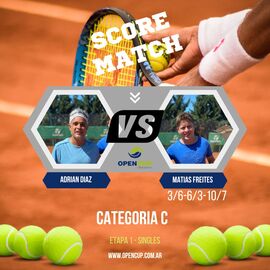 SCORE
MATCH
VS
OPENCUP
ADRIAN DIAZ
MATIAS FREITES
3/6-6/3-10/7
CATEGORIA C
ETAPA 1 - SINGLES
WWW.OPENCUP.COM.AR